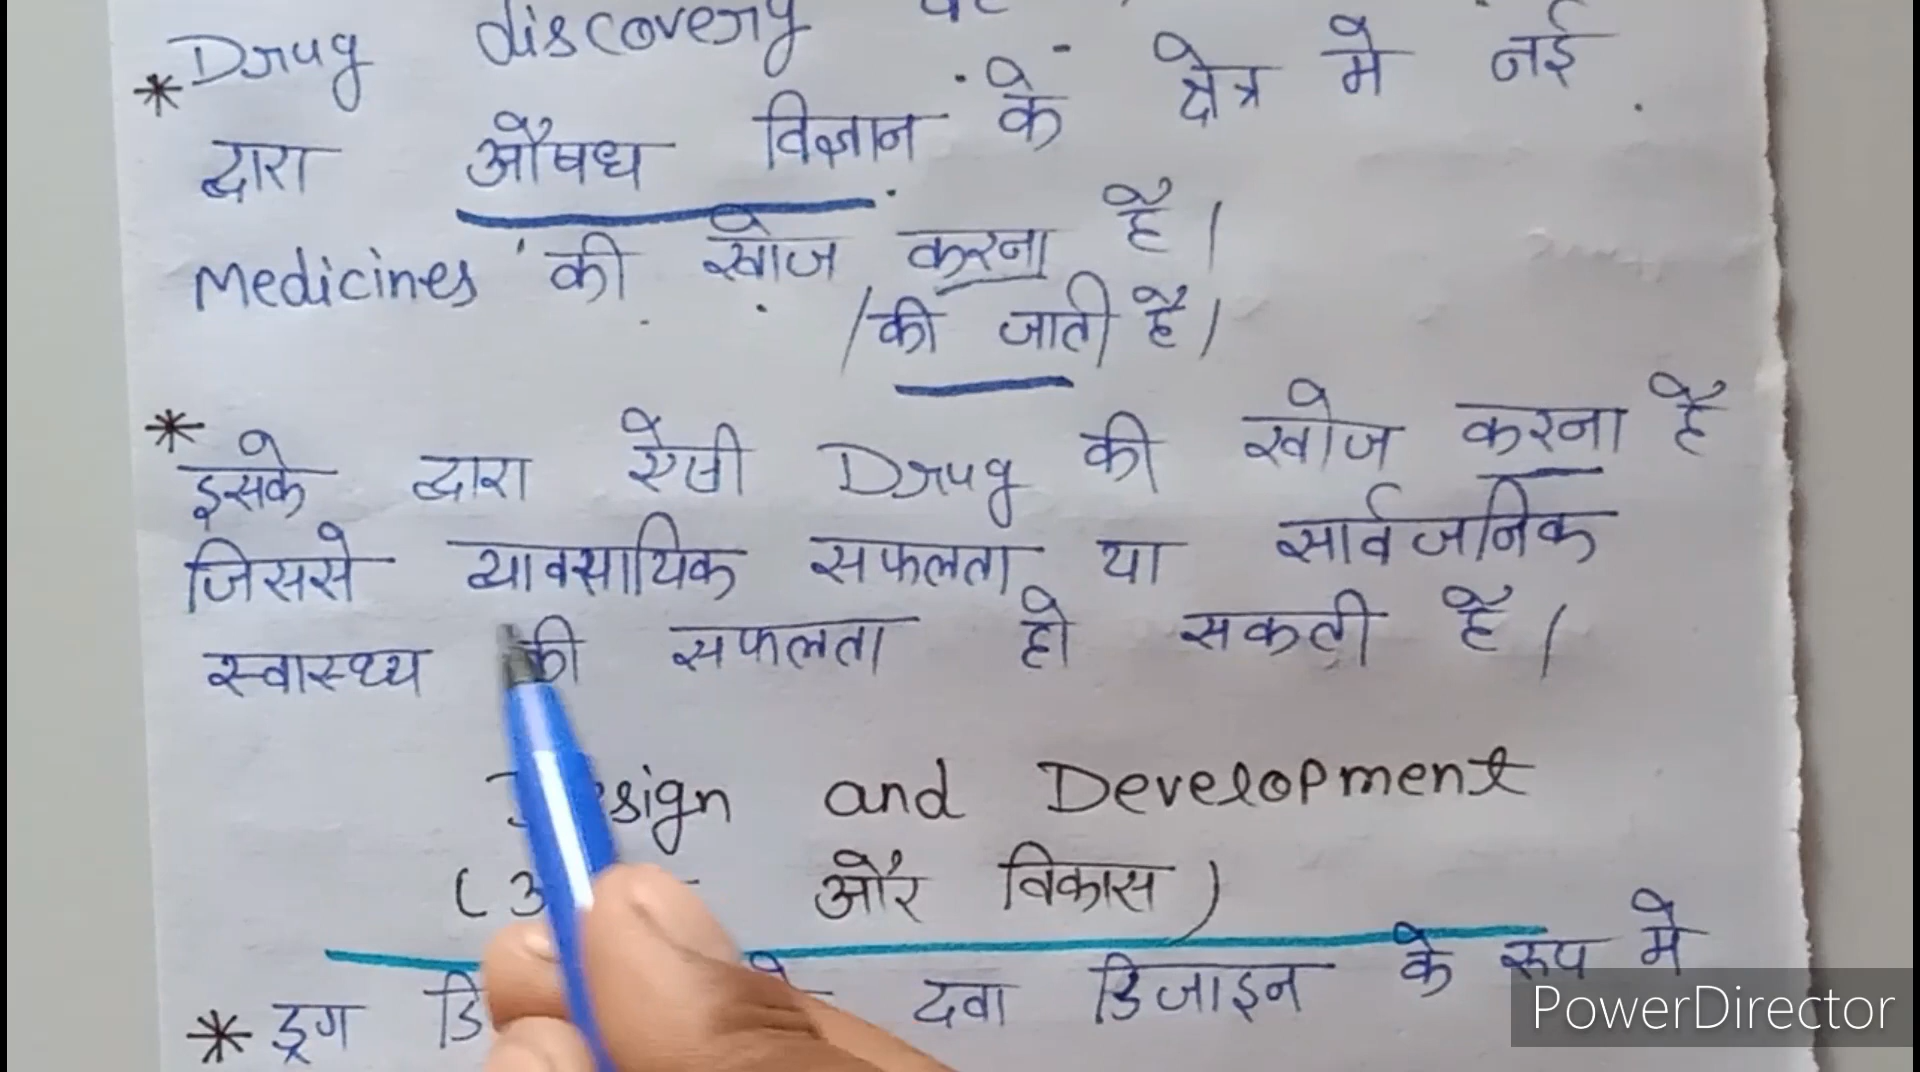 * Drug discovery
द्वारा औषध विज्ञान के क्षेत्र मे नई
Medicines की खोज करना है।
/की जाती है।
* इसके द्वारा ऐसी Drug की खोज करना है
जिससे व्यावसायिक सफलता या सार्वजनिक
स्वास्थ्य की सफलता हो सकती है।
and Development
और विकास)
* ड्रग दवा डिजाइन के रूप मे
PowerDirector